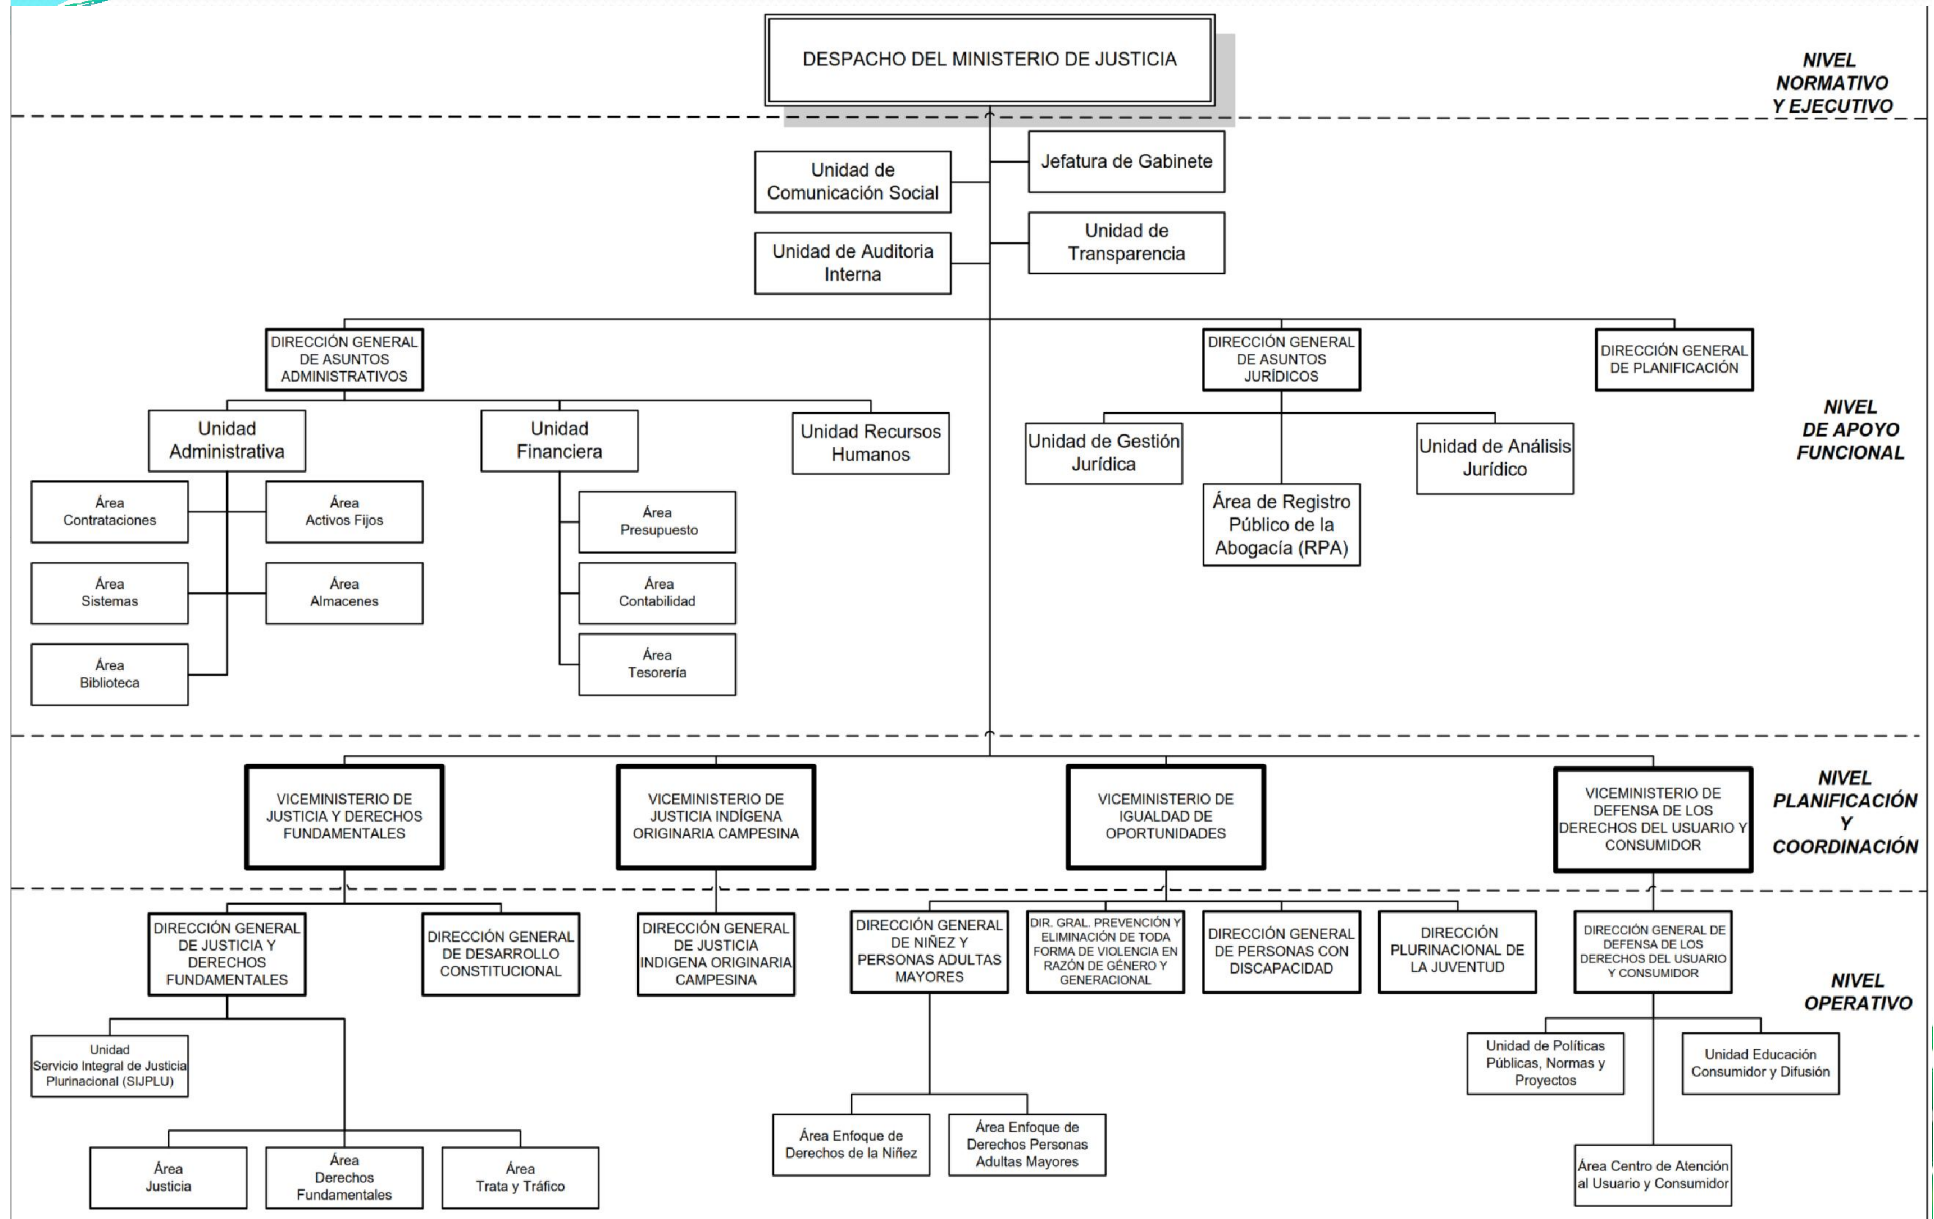 DESPACHO DEL MINISTERIO DE JUSTICIA
NIVEL
NORMATIVO
Y EJECUTIVO
Unidad de
Comunicación Social
Jefatura de Gabinete
Unidad de Auditoria
Interna
Unidad de
Transparencia
DIRECCIÓN GENERAL
DE ASUNTOS
ADMINISTRATIVOS
DIRECCIÓN GENERAL
DE ASUNTOS
JURÍDICOS
DIRECCIÓN GENERAL
DE PLANIFICACIÓN
NIVEL
DE APOYO
FUNCIONAL
Unidad
Administrativa
Unidad
Financiera
Unidad Recursos
Humanos
Unidad de Gestión
Jurídica
Unidad de Análisis
Jurídico
Área de Registro
Público de la
Abogacía (RPA)
Área
Contrataciones
Área
Activos Fijos
Área
Presupuesto
Área
Sistemas
Área
Almacenes
Área
Contabilidad
Área
Biblioteca
Área
Tesorería
VICEMINISTERIO DE
JUSTICIA Y DERECHOS
FUNDAMENTALES
VICEMINISTERIO DE
JUSTICIA INDÍGENA
ORIGINARIA CAMPESINA
VICEMINISTERIO DE
IGUALDAD DE
OPORTUNIDADES
VICEMINISTERIO DE
DEFENSA DE LOS
DERECHOS DEL USUARIO Y
CONSUMIDOR
NIVEL
PLANIFICACIÓN
Y
COORDINACIÓN
DIRECCIÓN GENERAL
DE JUSTICIA Y
DERECHOS
FUNDAMENTALES
DIRECCIÓN GENERAL
DE DESARROLLO
CONSTITUCIONAL
DIRECCIÓN GENERAL
DE JUSTICIA
INDIGENA ORIGINARIA
CAMPESINA
DIRECCIÓN GENERAL
DE NIÑEZ Y
PERSONAS ADULTAS
MAYORES
DIR. GRAL. PREVENCIÓN Y
ELIMINACIÓN DE TODA
FORMA DE VIOLENCIA EN
RAZÓN DE GÉNERO Y
GENERACIONAL
DIRECCIÓN GENERAL
DE PERSONAS CON
DISCAPACIDAD
DIRECCIÓN
PLURINACIONAL DE
LA JUVENTUD
DIRECCIÓN GENERAL DE
DEFENSA DE LOS
DERECHOS DEL USUARIO
Y CONSUMIDOR
NIVEL
OPERATIVO
Unidad
Servicio Integral de Justicia
Plurinacional (SIJPLU)
Unidad de Políticas
Públicas, Normas y
Proyectos
Unidad Educación
Consumidor y Difusión
Área Enfoque de
Derechos de la Niñez
Área Enfoque de
Derechos Personas
Adultas Mayores
Área
Justicia
Área
Derechos
Fundamentales
Área
Trata y Tráfico
Área Centro de Atención
al Usuario y Consumidor